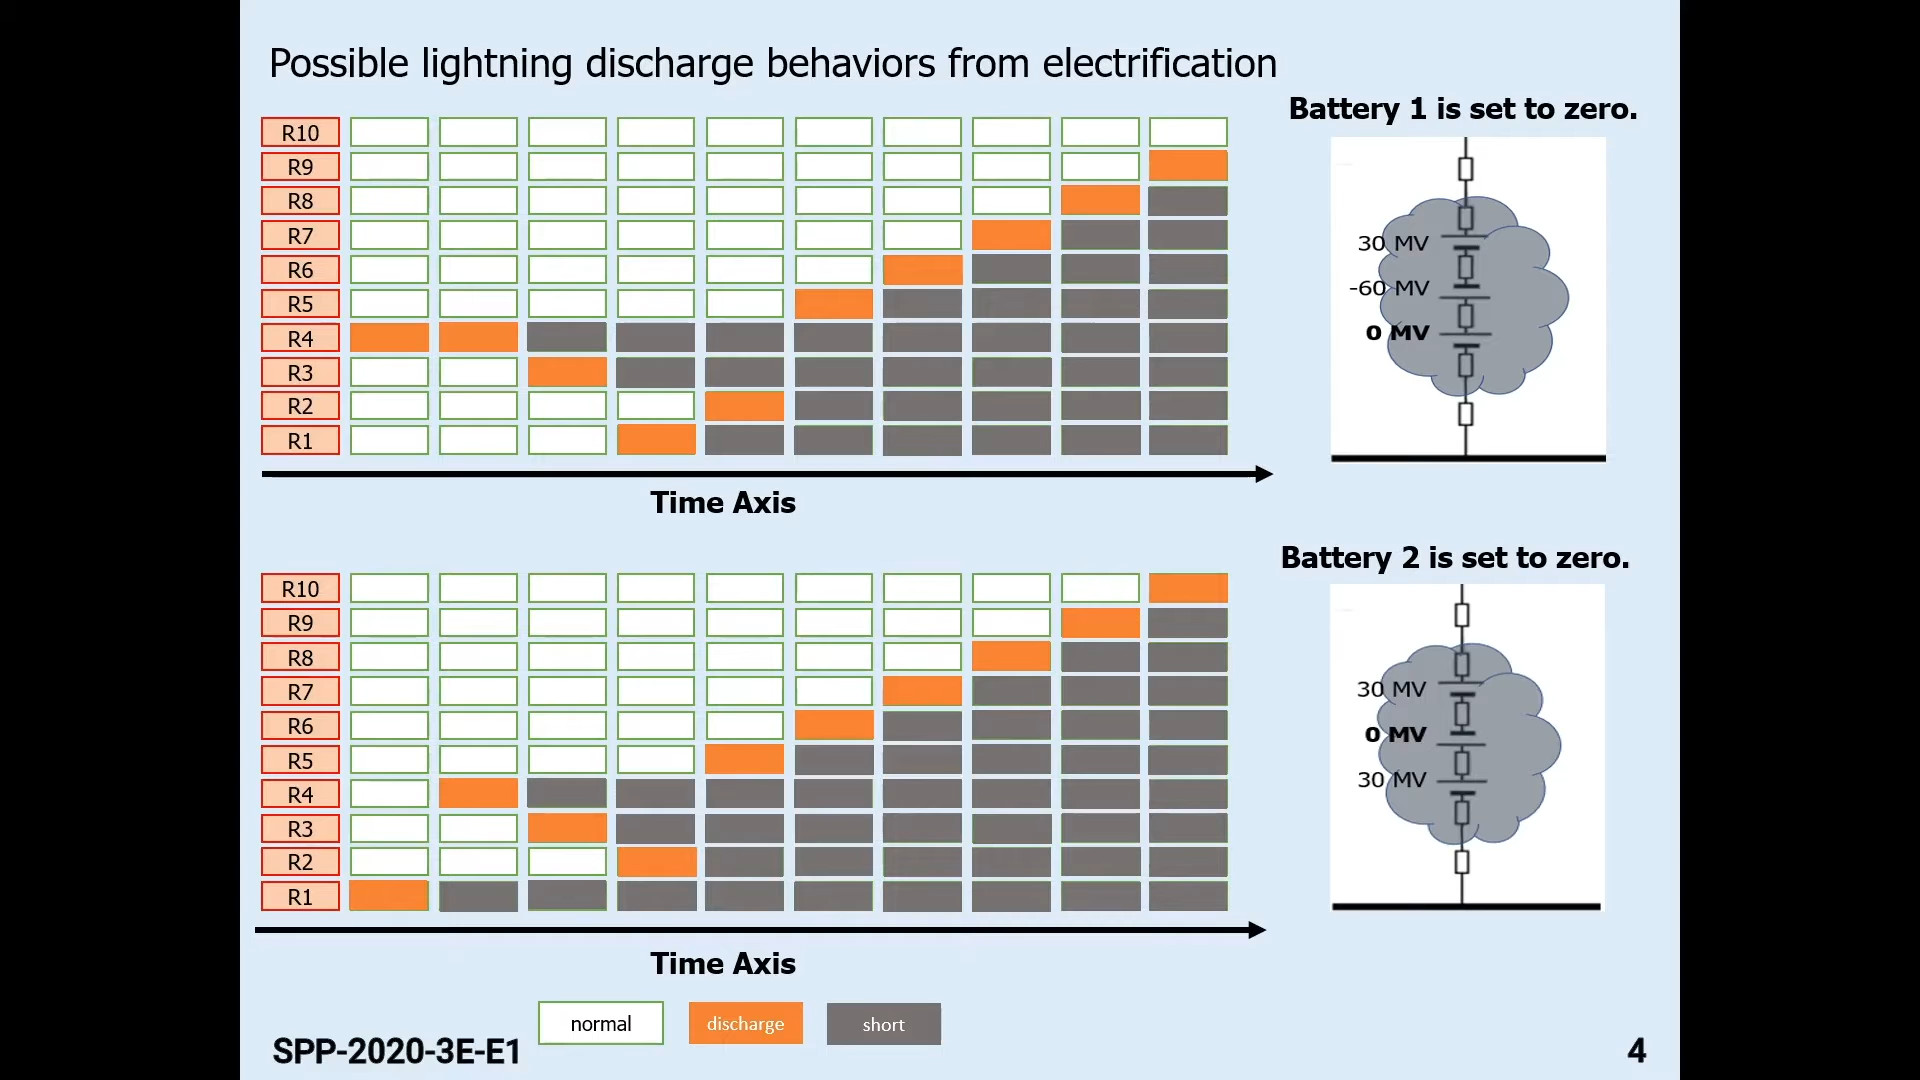 Possible lightning discharge behaviors from electrification
Battery 1 is set to zero.
R10
R9
R8
R7
R6
R5
R4
R3
R2
R1
30 MV
-60 MV
0 MV
Time Axis
Battery 2 is set to zero.
R10
R9
R8
R7
R6
R5
R4
R3
R2
R1
30 MV
0 MV
30 MV
Time Axis
normal
discharge
short
SPP-2020-3E-E1
4